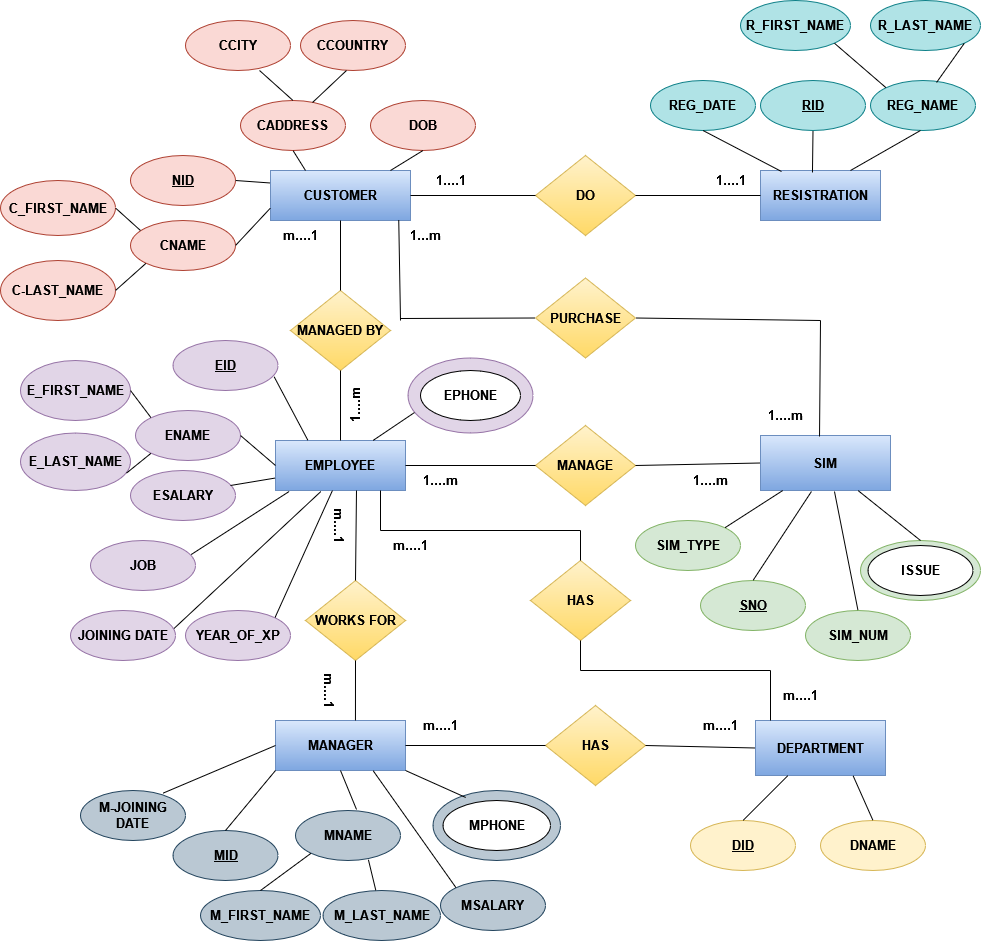 R_FIRST_NAME
R_LAST_NAME
CCITY
CCOUNTRY
REG_DATE
RID
REG_NAME
CADDRESS
DOB
NID
CUSTOMER
1....1
DO
1....1
RESISTRATION
C_FIRST_NAME
CNAME
m....1
1...m
C-LAST_NAME
MANAGED BY
PURCHASE
EID
E_FIRST_NAME
1....m
EPHONE
1....m
ENAME
E_LAST_NAME
EMPLOYEE
MANAGE
SIM
1....m
1....m
ESALARY
m....1
m....1
SIM_TYPE
JOB
ISSUE
HAS
SNO
JOINING DATE
YEAR_OF_XP
WORKS FOR
SIM_NUM
m....1
m....1
m....1
m....1
MANAGER
HAS
DEPARTMENT
M-JOINING
DATE
MPHONE
MNAME
MID
DID
DNAME
M_FIRST_NAME
M_LAST_NAME
MSALARY